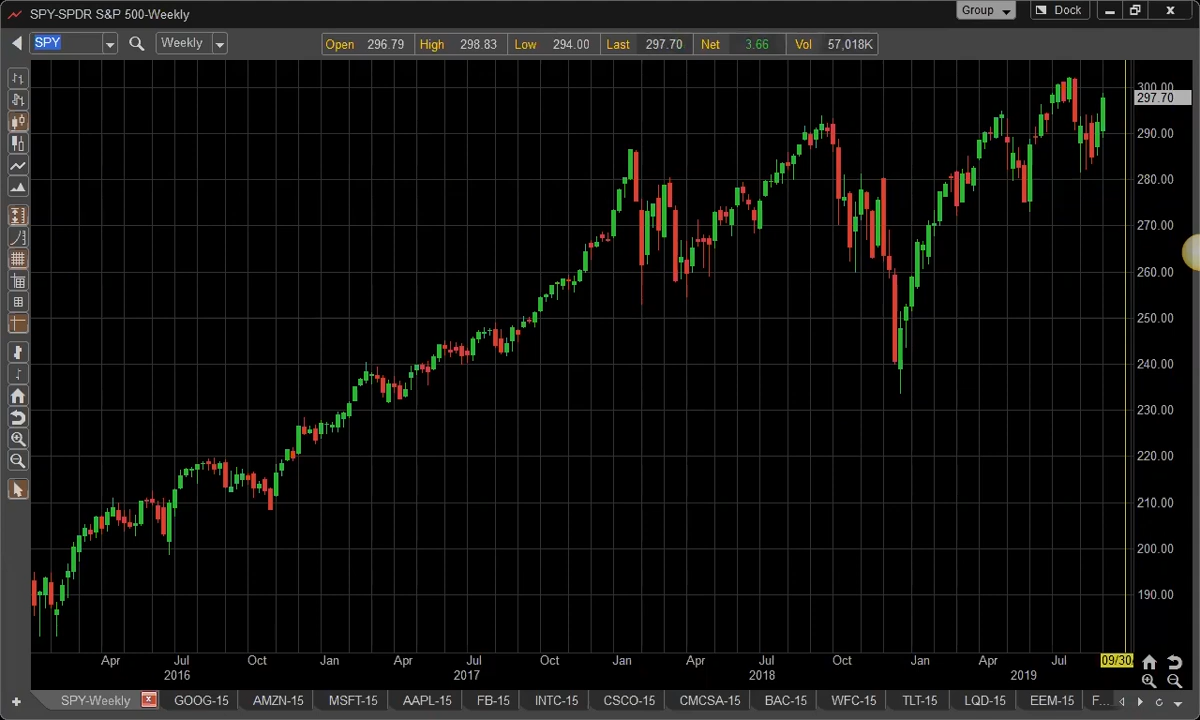 SPY-SPDR S&P 500-Weekly
Group
Dock
SPY
Weekly
Open 296.79 High 298.83 Low 294.00 Last 297.70 Net 3.66 Vol 57,018K
300.00
297.70
290.00
280.00
270.00
260.00
250.00
240.00
230.00
220.00
210.00
200.00
190.00
Apr Jul Oct Jan Apr Jul Oct Jan Apr Jul Oct Jan Apr Jul 09/30
2016 2017 2018 2019
SPY-Weekly GOOG-15 AMZN-15 MSFT-15 AAPL-15 FB-15 INTC-15 CSCO-15 CMCSA-15 BAC-15 WFC-15 TLT-15 LQD-15 EEM-15 F...